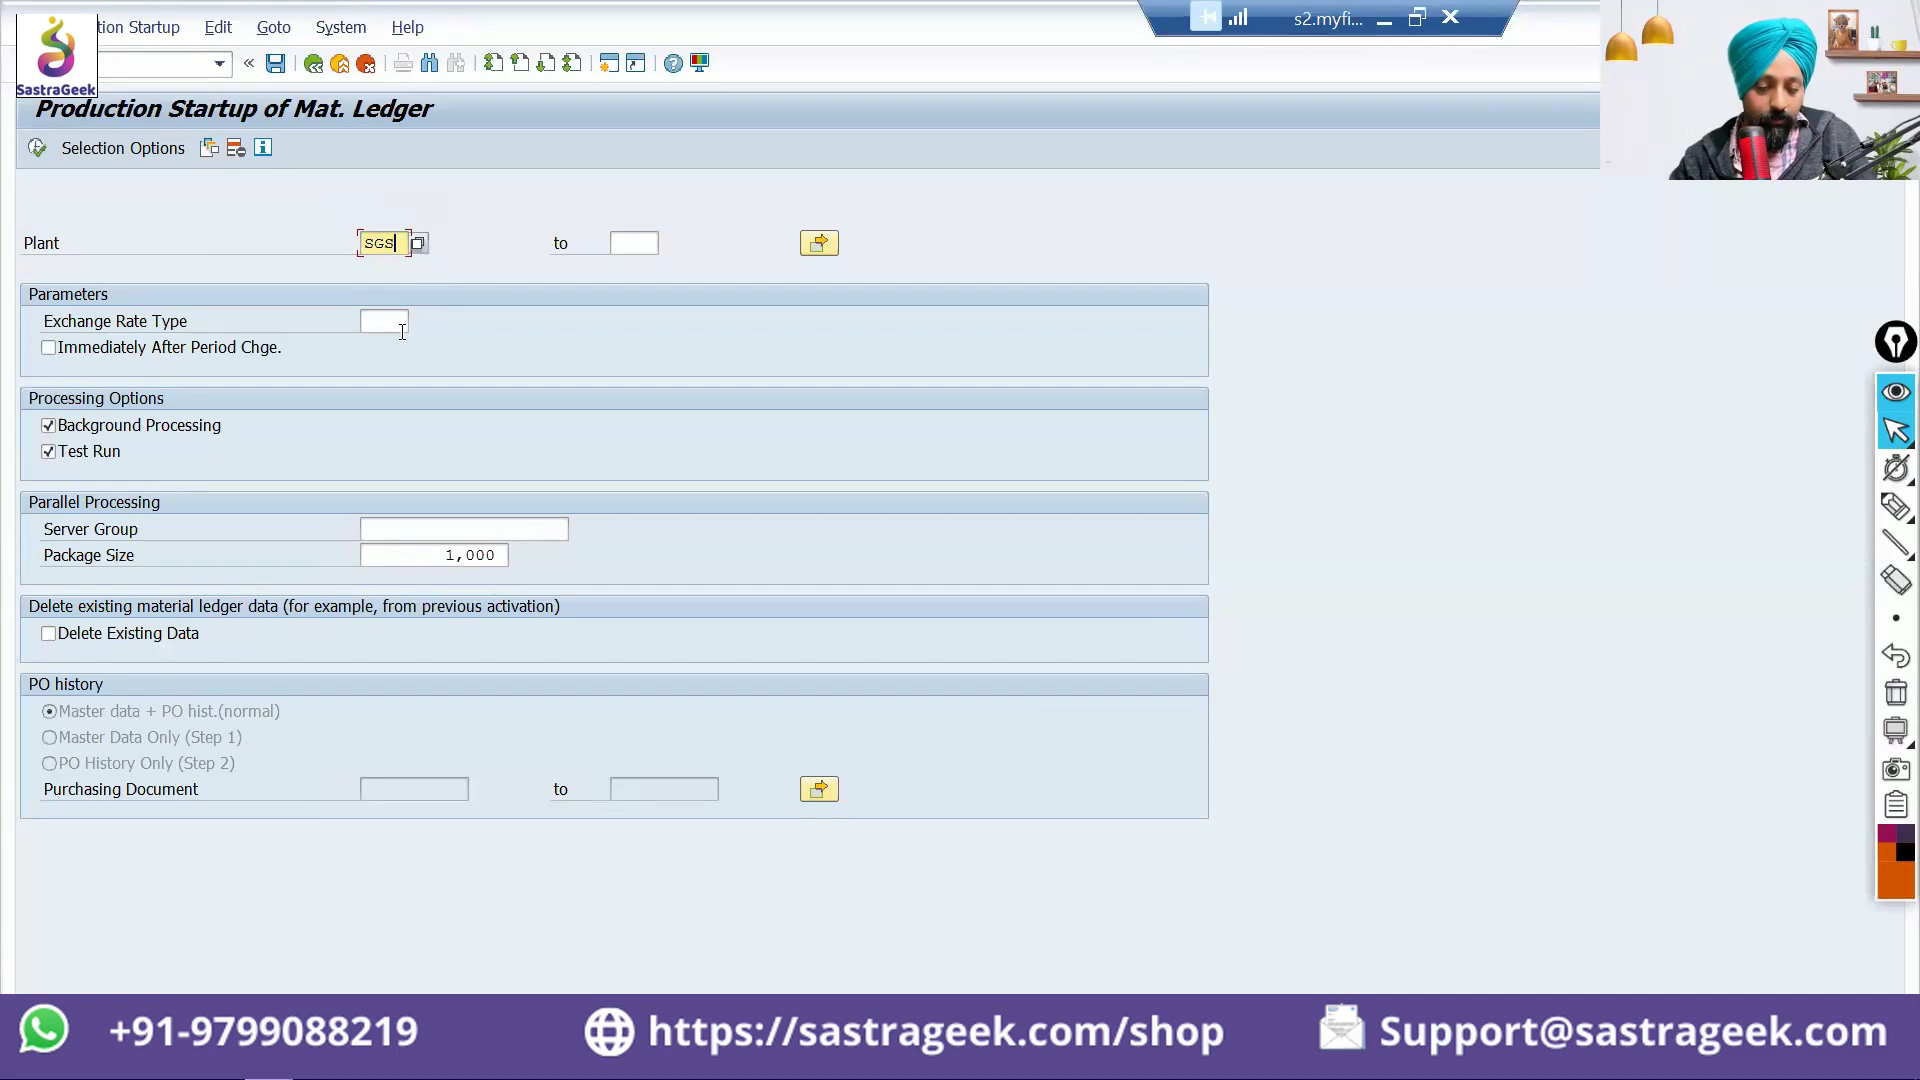 tion Startup Edit Goto System Help
s2.myfi...
SastraGeek
Production Startup of Mat. Ledger
Selection Options
Plant SGS to
Parameters
Exchange Rate Type
Immediately After Period Chge.
Processing Options
Background Processing
Test Run
Parallel Processing
Server Group
Package Size 1,000
Delete existing material ledger data (for example, from previous activation)
Delete Existing Data
PO history
Master data + PO hist.(normal)
Master Data Only (Step 1)
PO History Only (Step 2)
Purchasing Document to
+91-9799088219 https://sastrageek.com/shop Support@sastrageek.com